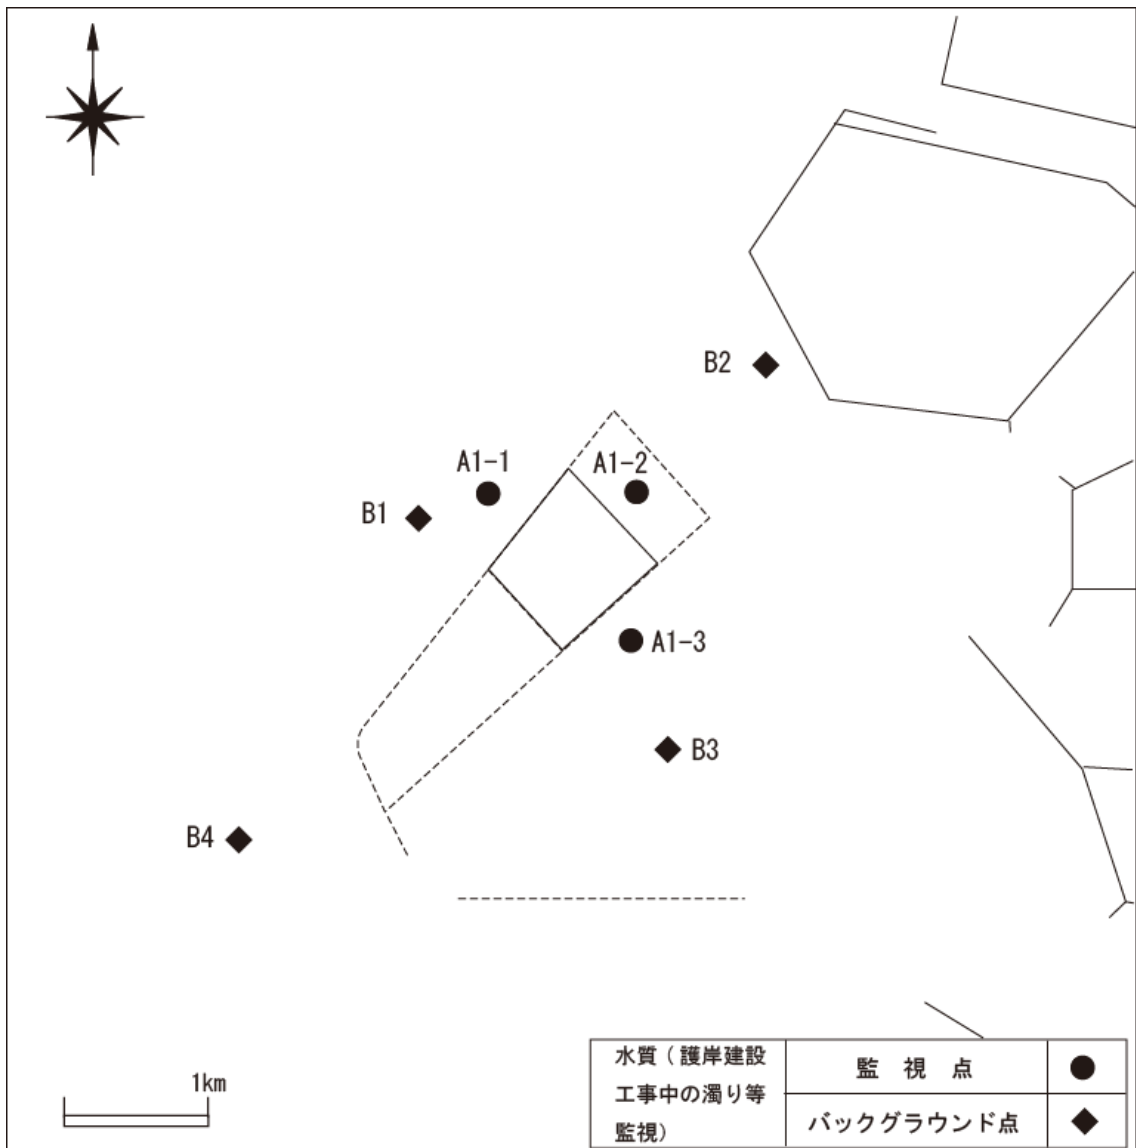 B2
A1-1
A1-2
B1
A1-3
B3
B4
1km
水質（護岸建設
工事中の濁り等
監視）
監 視 点
バックグラウンド点